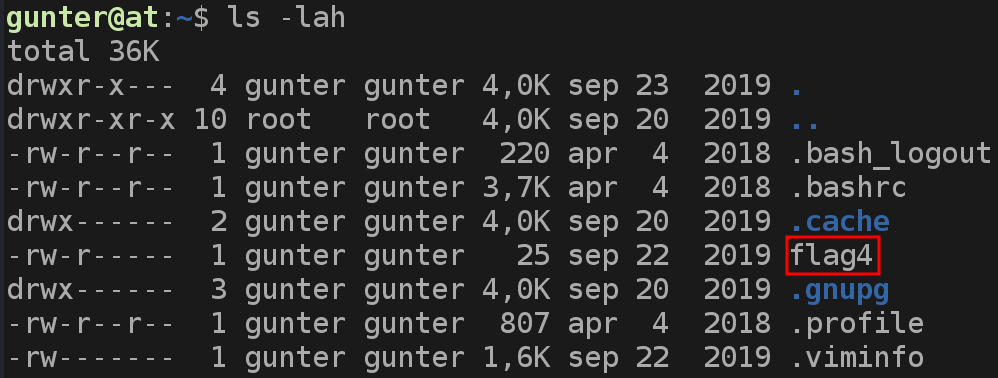 gunter@at:~$ ls -lah
total 36K
drwxr-x---  4 gunter gunter 4,0K sep 23  2019 .
drwxr-xr-x 10 root   root   4,0K sep 20  2019 ..
-rw-r--r--  1 gunter gunter  220 apr  4  2018 .bash_logout
-rw-r--r--  1 gunter gunter 3,7K apr  4  2018 .bashrc
drwx------  2 gunter gunter 4,0K sep 20  2019 .cache
-rw-r-----  1 gunter gunter   25 sep 22  2019 flag4
drwx------  3 gunter gunter 4,0K sep 20  2019 .gnupg
-rw-r--r--  1 gunter gunter  807 apr  4  2018 .profile
-rw-------  1 gunter gunter 1,6K sep 22  2019 .viminfo